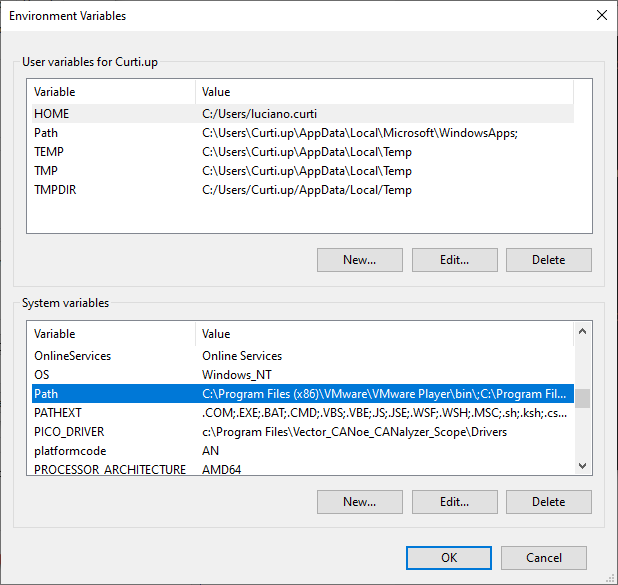 Environment Variables
User variables for Curti.up
Variable Value
HOME C:/Users/luciano.curti
Path C:\Users\Curti.up\AppData\Local\Microsoft\WindowsApps;
TEMP C:\Users\Curti.up\AppData\Local\Temp
TMP C:\Users\Curti.up\AppData\Local\Temp
TMPDIR C:/Users/Curti.up/AppData/Local/Temp
New... Edit... Delete
System variables
Variable Value
OnlineServices Online Services
OS Windows_NT
Path C:\Program Files (x86)\VMware\VMware Player\bin\;C:\Program Fil...
PATHEXT .COM;.EXE;.BAT;.CMD;.VBS;.VBE;.JS;.JSE;.WSF;.WSH;.MSC;.sh;.ksh;.cs...
PICO_DRIVER c:\Program Files\Vector_CANoe_CANalyzer_Scope\Drivers
platformcode AN
PROCESSOR_ARCHITECTURE AMD64
New... Edit... Delete
OK Cancel